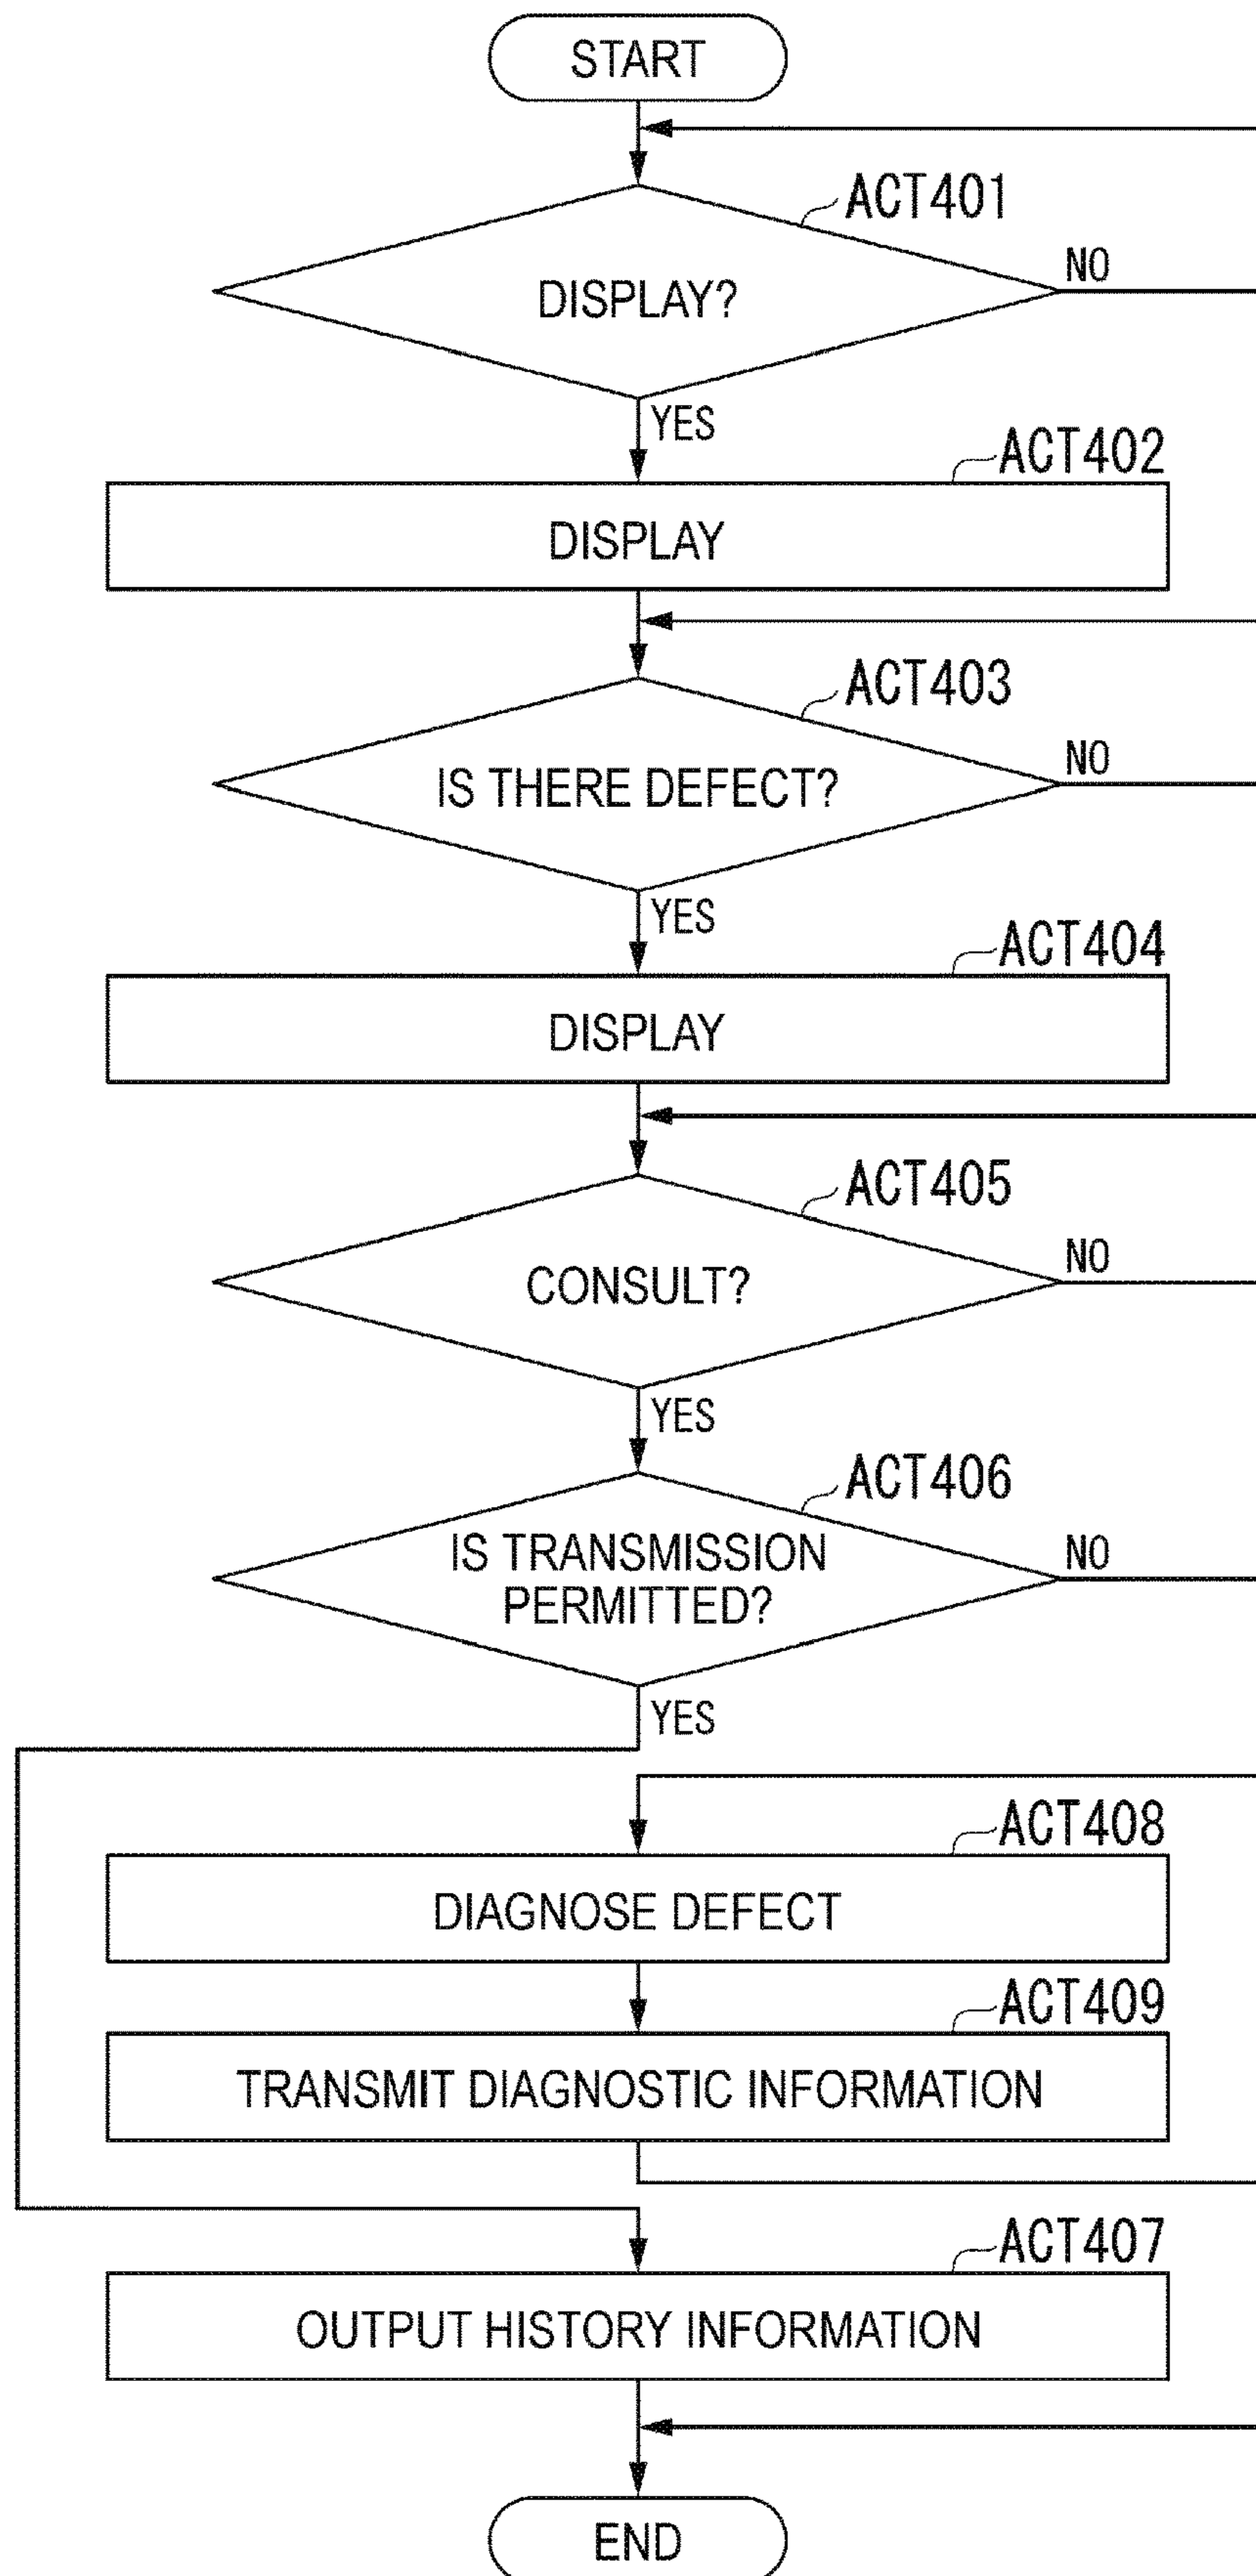 START
ACT401
DISPLAY?
NO
YES
ACT402
DISPLAY
ACT403
IS THERE DEFECT?
NO
YES
ACT404
DISPLAY
ACT405
CONSULT?
NO
YES
ACT406
IS TRANSMISSION
PERMITTED?
NO
YES
ACT408
DIAGNOSE DEFECT
ACT409
TRANSMIT DIAGNOSTIC INFORMATION
ACT407
OUTPUT HISTORY INFORMATION
END